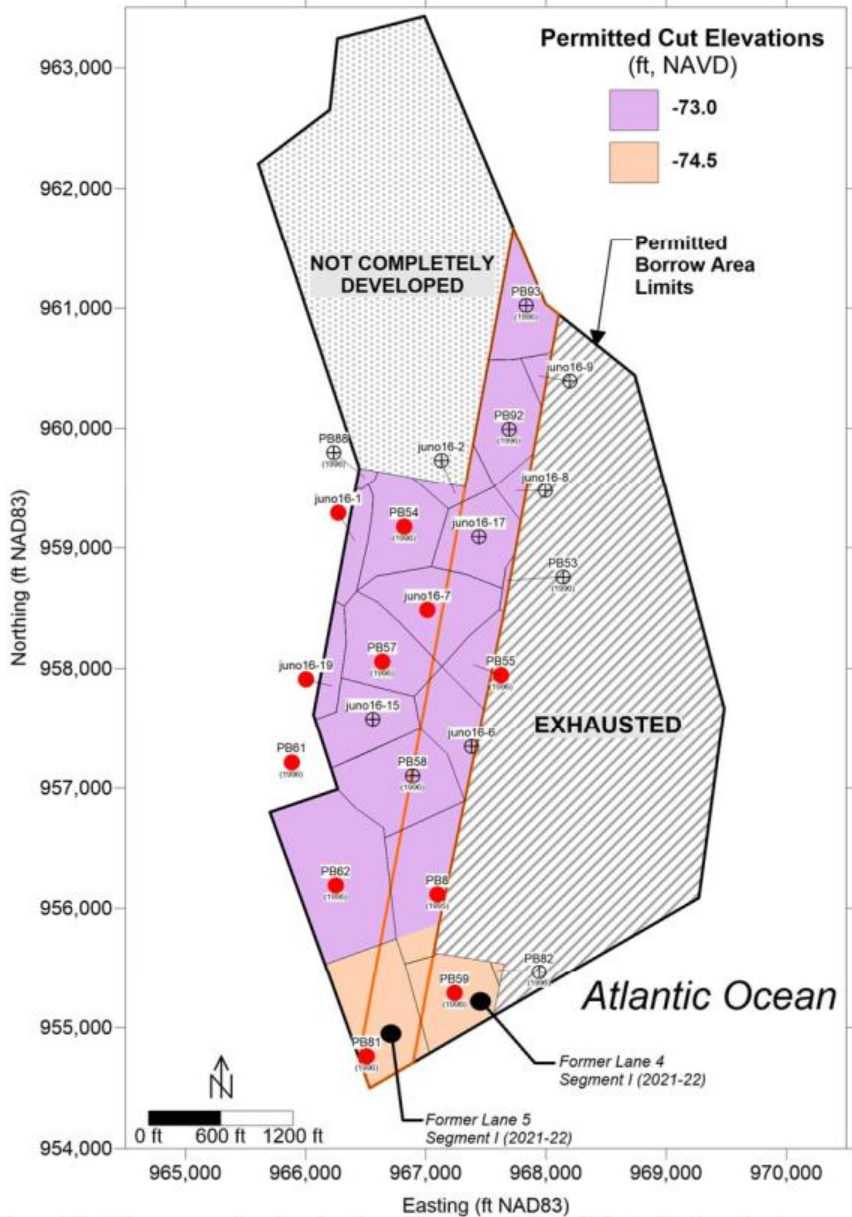 Permitted Cut Elevations
(ft, NAVD)
-73.0
-74.5
963,000
962,000
961,000
960,000
959,000
958,000
957,000
956,000
955,000
954,000
Northing (ft NAD83)
NOT COMPLETELY
DEVELOPED
Permitted
Borrow Area
Limits
PB93
(1996)
juno16-9
PB92
(1996)
PB88
(1996)
juno16-2
juno16-8
juno16-1
PB54
(1996)
juno16-17
PB53
(1996)
juno16-7
PB57
(1996)
PB55
(1996)
juno16-19
juno16-15
juno16-6
EXHAUSTED
PB61
(1996)
PB58
(1996)
PB62
(1996)
PB8
(1995)
PB82
(1996)
PB59
(1996)
Atlantic Ocean
PB81
(1996)
Former Lane 4
Segment I (2021-22)
Former Lane 5
Segment I (2021-22)
N
0 ft 600 ft 1200 ft
965,000 966,000 967,000 968,000 969,000 970,000
Easting (ft NAD83)